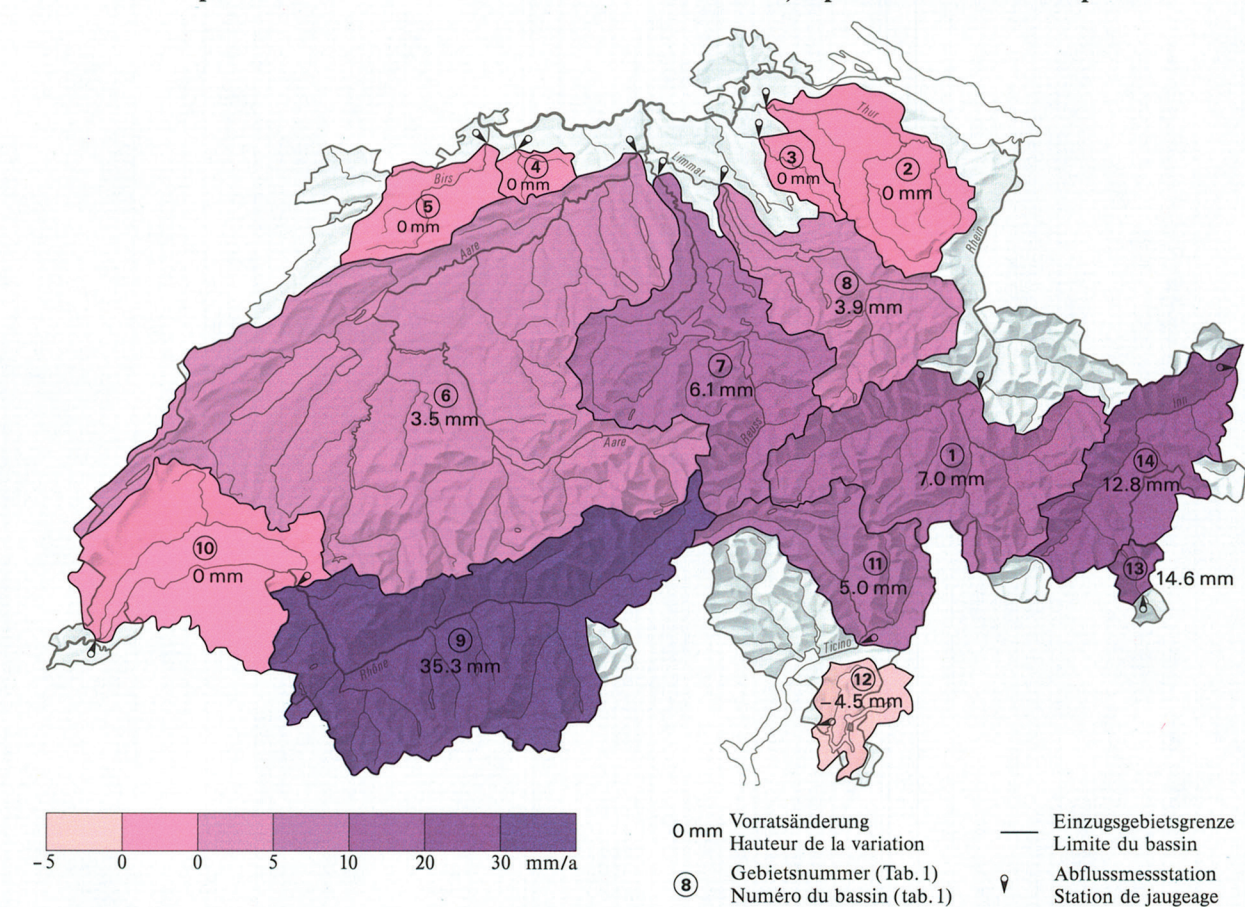 Thur
Birs
Limmat
③
0 mm
④
0 mm
②
0 mm
⑤
0 mm
Aare
Rhein
⑧
3.9 mm
⑦
6.1 mm
⑥
3.5 mm
Inn
Reuss
Aare
①
7.0 mm
⑭
12.8 mm
⑩
0 mm
⑪
5.0 mm
⑬
14.6 mm
⑨
35.3 mm
Rhône
Ticino
⑫
−4.5 mm
−5 0 0 5 10 20 30 mm/a
0 mm Vorratsänderung
Hauteur de la variation
⑧ Gebietsnummer (Tab. 1)
Numéro du bassin (tab. 1)
Einzugsgebietsgrenze
Limite du bassin
Abflussmessstation
Station de jaugeage